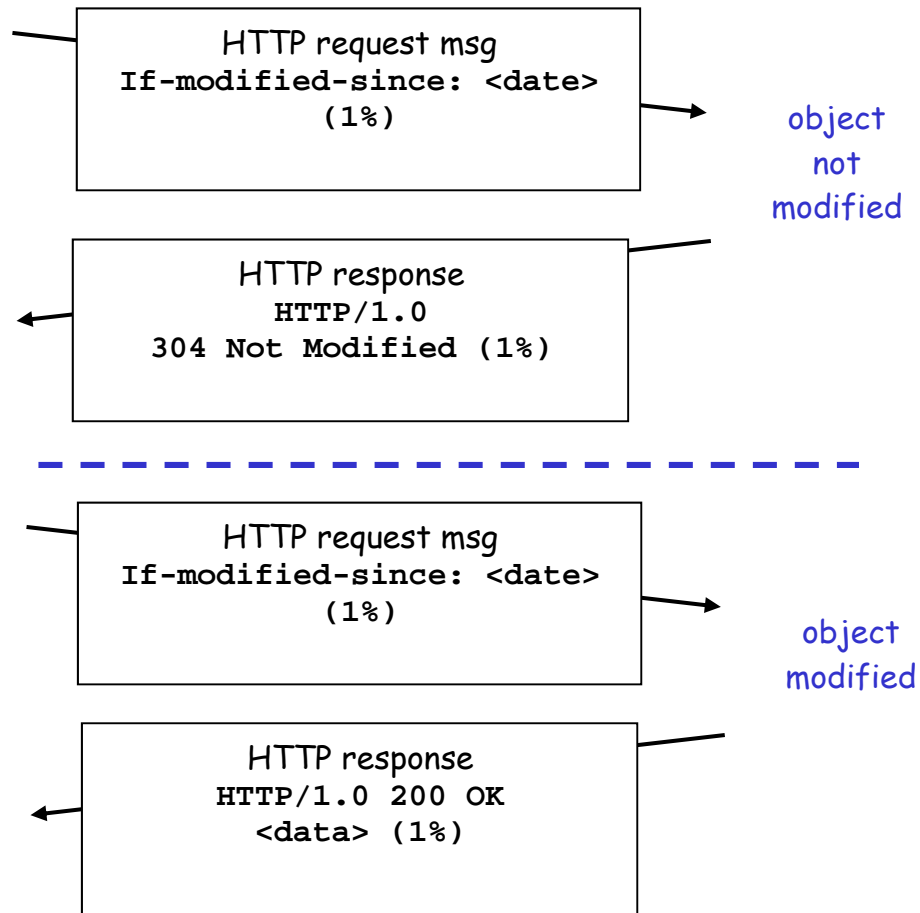 HTTP request msg
If-modified-since: <date>
(1%)
object
not
modified
HTTP response
HTTP/1.0
304 Not Modified (1%)
HTTP request msg
If-modified-since: <date>
(1%)
object
modified
HTTP response
HTTP/1.0 200 OK
<data> (1%)